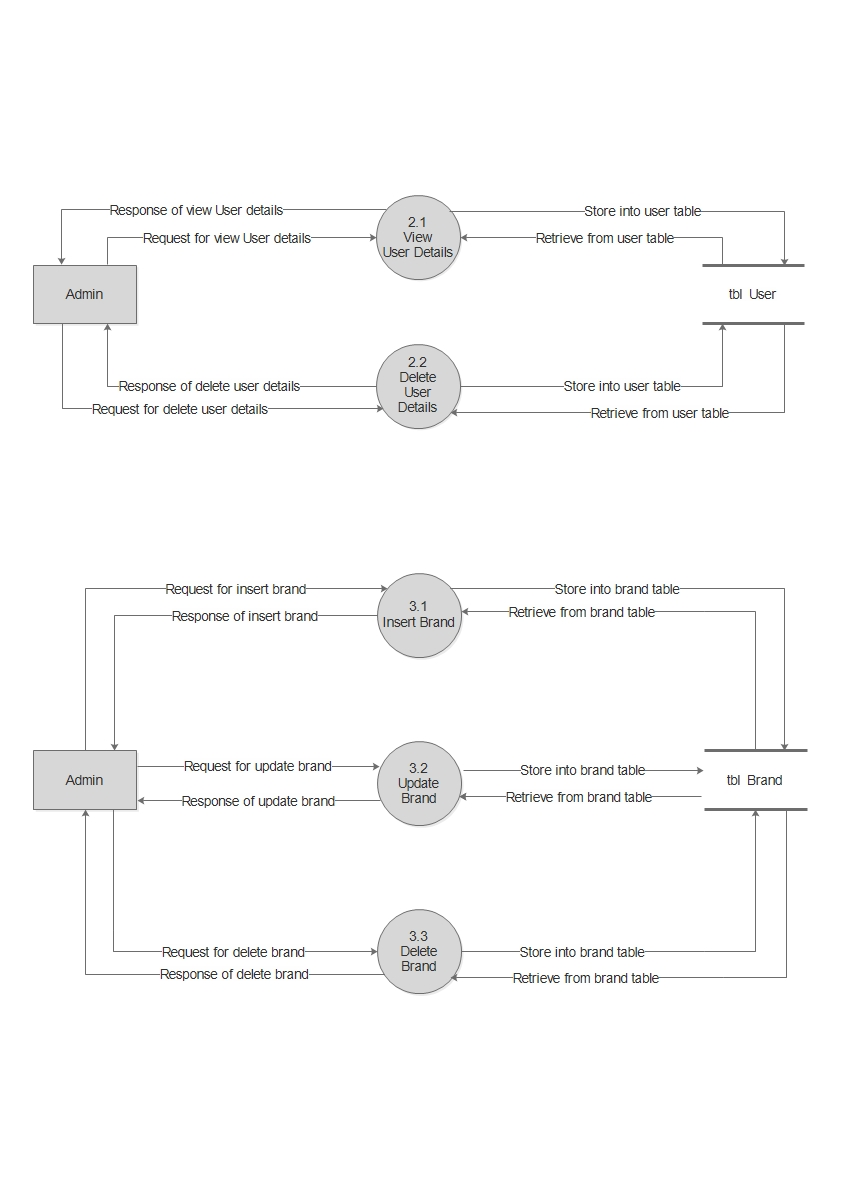 Response of view User details
Store into user table
2.1
View
User Details
Request for view User details
Retrieve from user table
Admin
tbl User
2.2
Delete
User
Details
Response of delete user details
Store into user table
Request for delete user details
Retrieve from user table
Request for insert brand
Store into brand table
3.1
Insert Brand
Response of insert brand
Retrieve from brand table
Admin
Request for update brand
3.2
Update
Brand
Store into brand table
tbl Brand
Response of update brand
Retrieve from brand table
3.3
Delete
Brand
Request for delete brand
Store into brand table
Response of delete brand
Retrieve from brand table